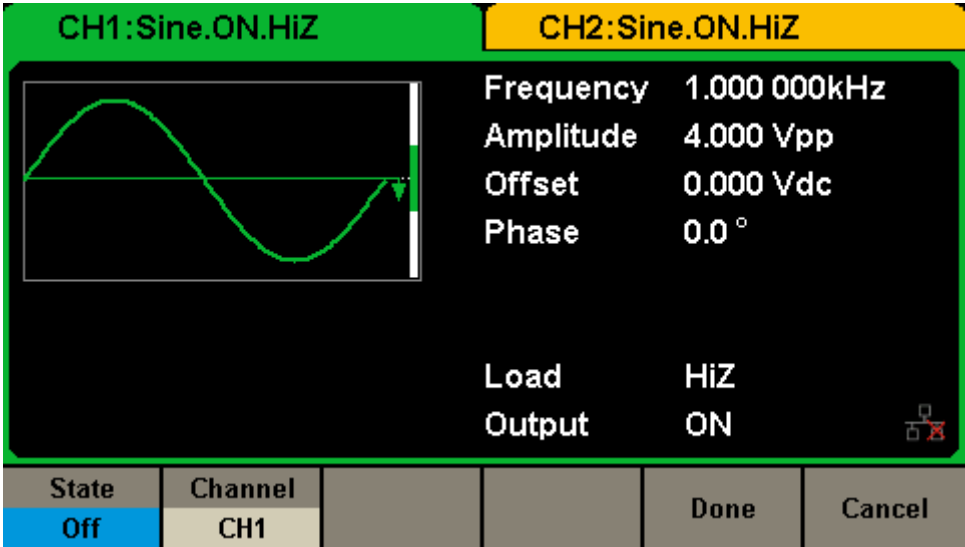 CH1:Sine.ON.HiZ
CH2:Sine.ON.HiZ
Frequency 1.000 000kHz
Amplitude 4.000 Vpp
Offset 0.000 Vdc
Phase 0.0 °
Load HiZ
Output ON
State Channel
Off CH1 Done Cancel